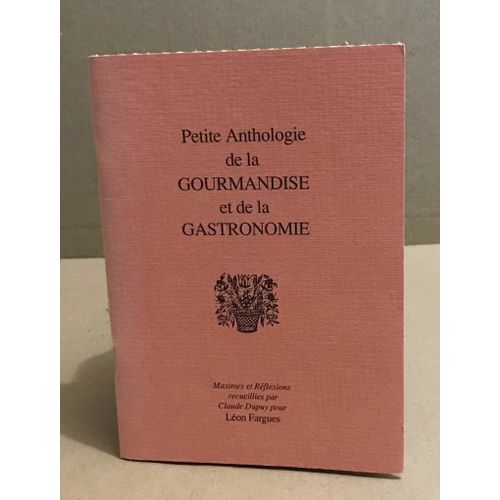 Petite Anthologie
de la
GOURMANDISE
et de la
GASTRONOMIE
Maximes et Réflexions
recueillies par
Claude Dupuy pour
Léon Fargues